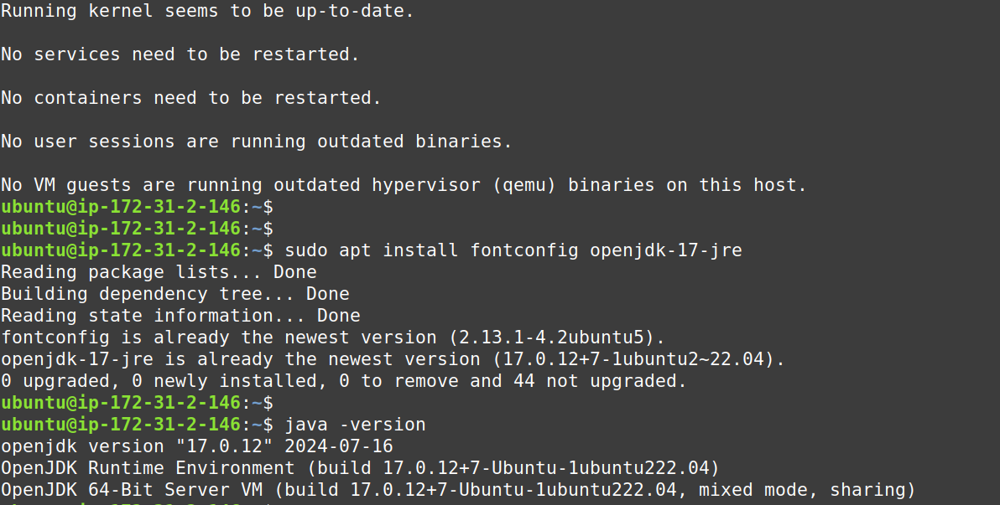 Running kernel seems to be up-to-date.
No services need to be restarted.
No containers need to be restarted.
No user sessions are running outdated binaries.
No VM guests are running outdated hypervisor (qemu) binaries on this host.
ubuntu@ip-172-31-2-146:~$
ubuntu@ip-172-31-2-146:~$
ubuntu@ip-172-31-2-146:~$ sudo apt install fontconfig openjdk-17-jre
Reading package lists... Done
Building dependency tree... Done
Reading state information... Done
fontconfig is already the newest version (2.13.1-4.2ubuntu5).
openjdk-17-jre is already the newest version (17.0.12+7-1ubuntu2~22.04).
0 upgraded, 0 newly installed, 0 to remove and 44 not upgraded.
ubuntu@ip-172-31-2-146:~$
ubuntu@ip-172-31-2-146:~$ java -version
openjdk version "17.0.12" 2024-07-16
OpenJDK Runtime Environment (build 17.0.12+7-Ubuntu-1ubuntu222.04)
OpenJDK 64-Bit Server VM (build 17.0.12+7-Ubuntu-1ubuntu222.04, mixed mode, sharing)